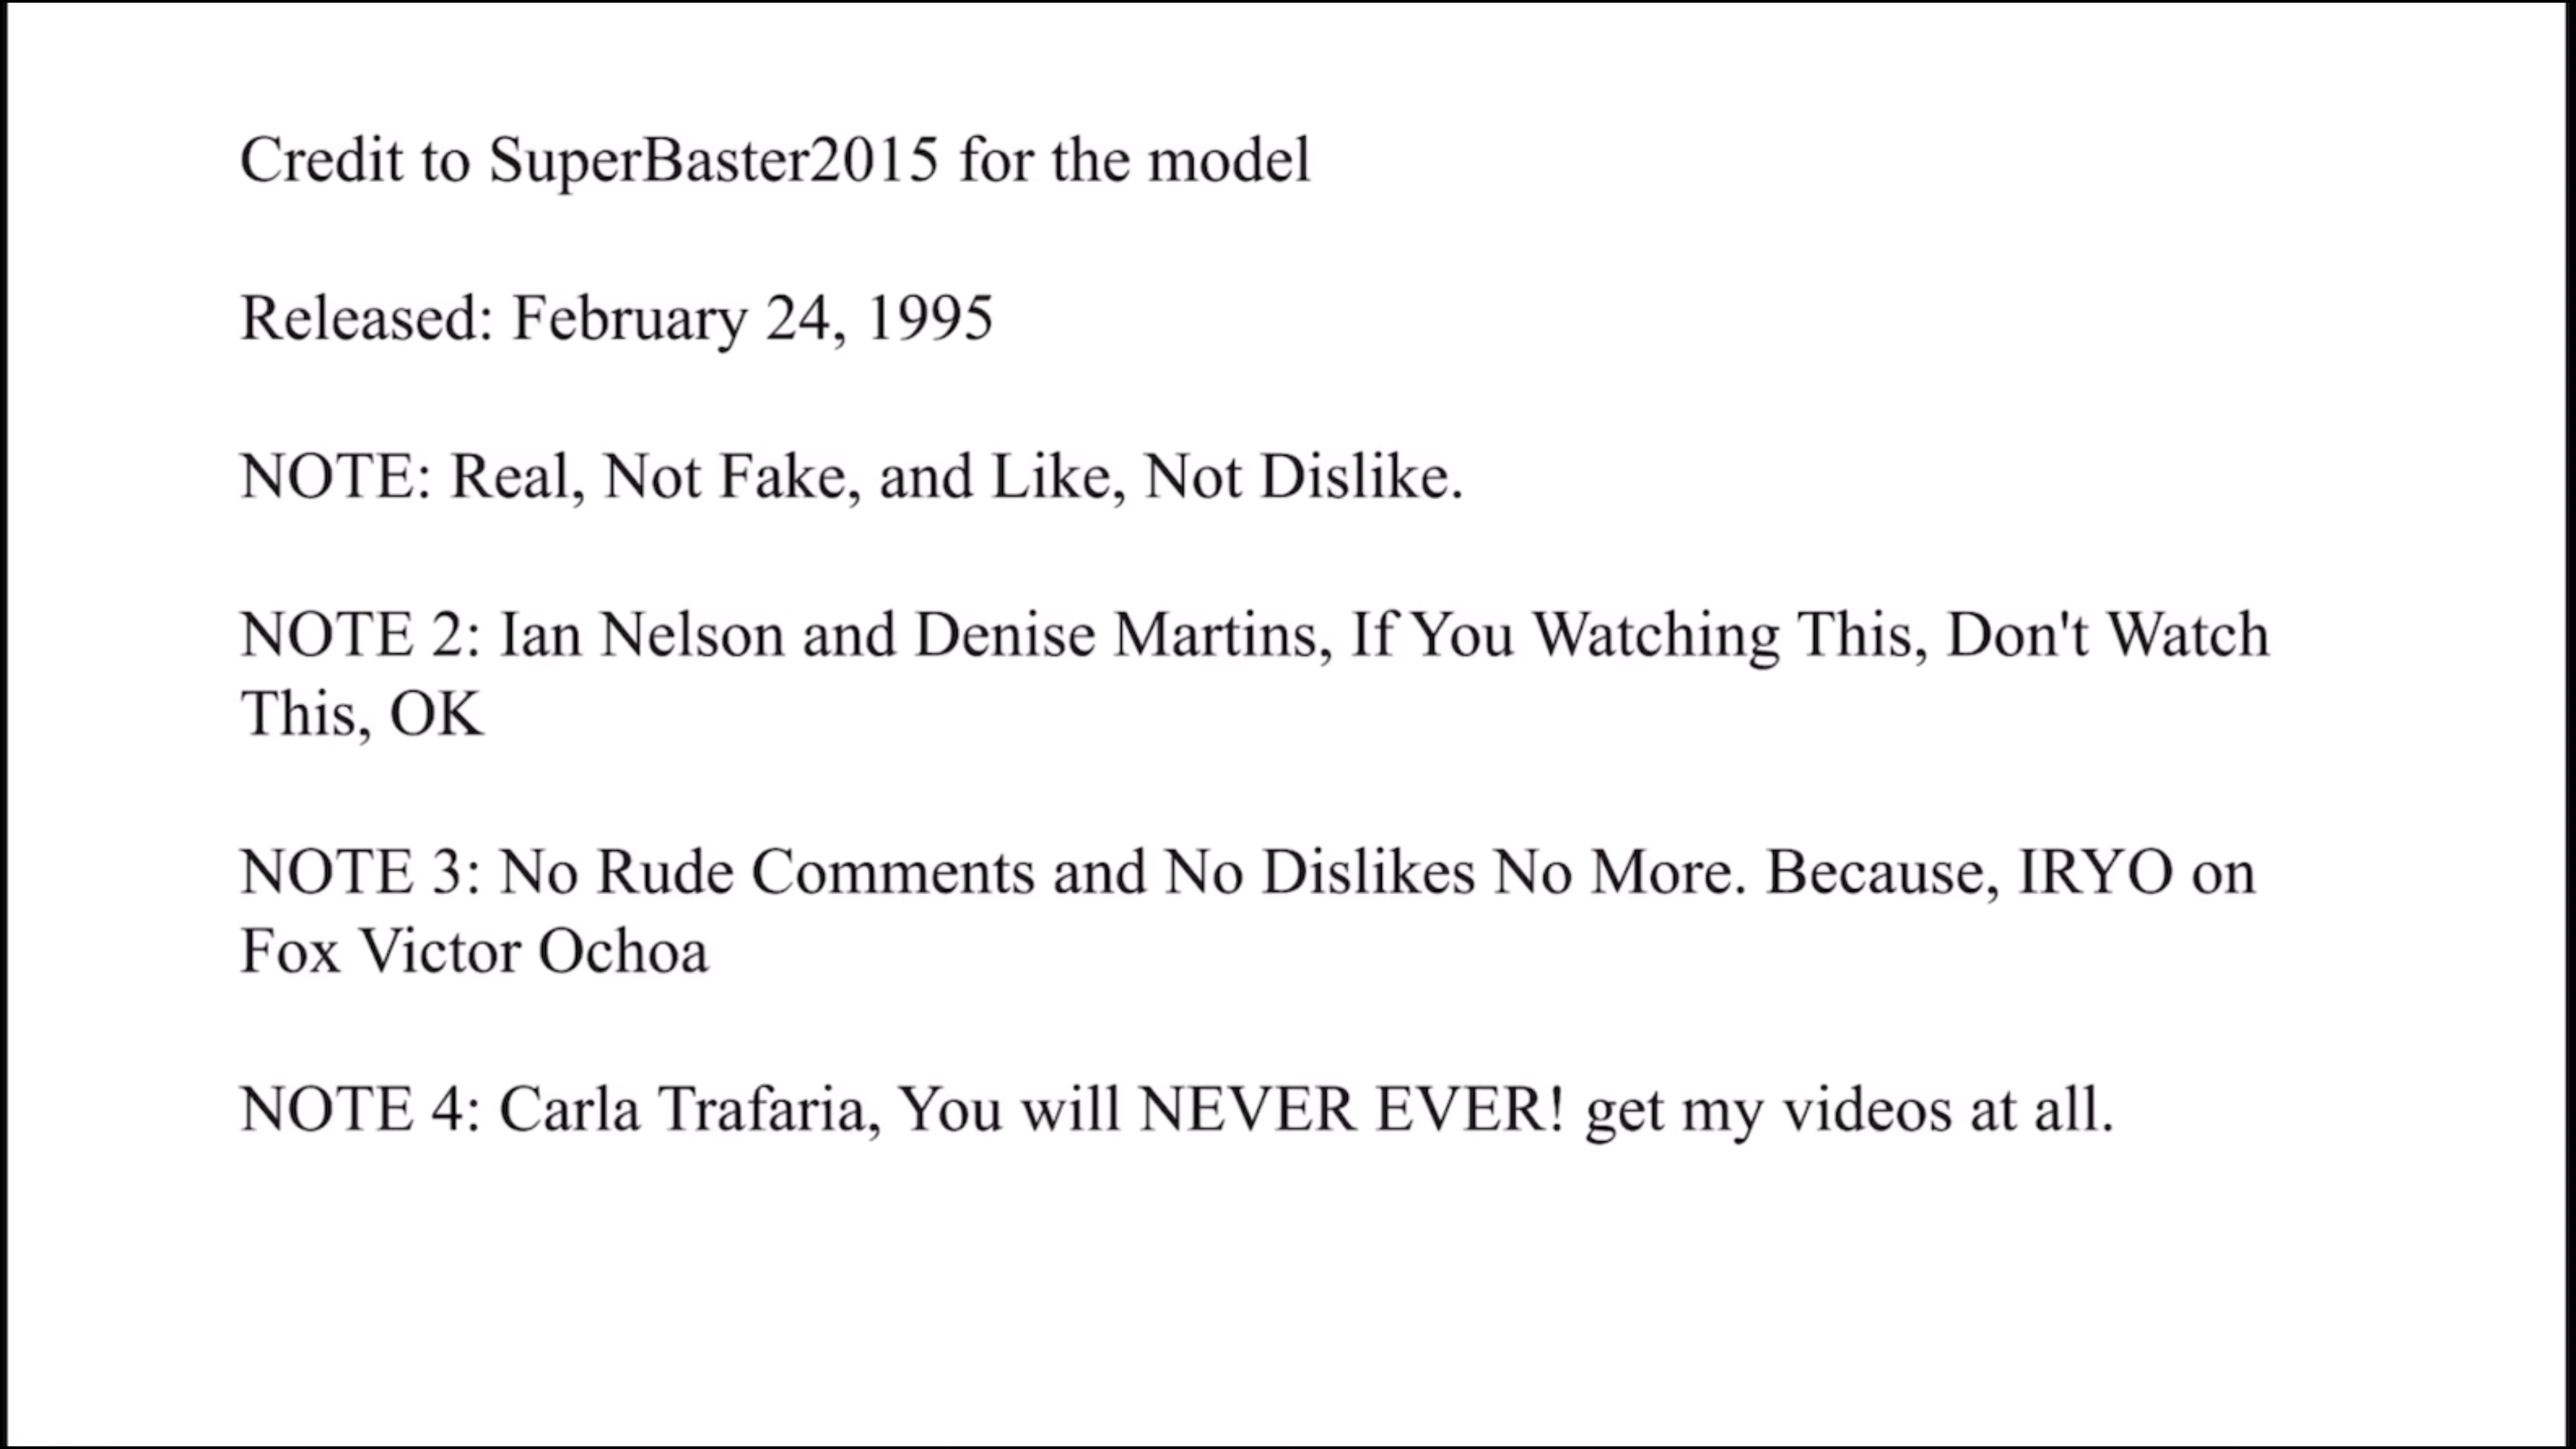 Credit to SuperBaster2015 for the model
Released: February 24, 1995
NOTE: Real, Not Fake, and Like, Not Dislike.
NOTE 2: Ian Nelson and Denise Martins, If You Watching This, Don't Watch
This, OK
NOTE 3: No Rude Comments and No Dislikes No More. Because, IRYO on
Fox Victor Ochoa
NOTE 4: Carla Trafaria, You will NEVER EVER! get my videos at all.